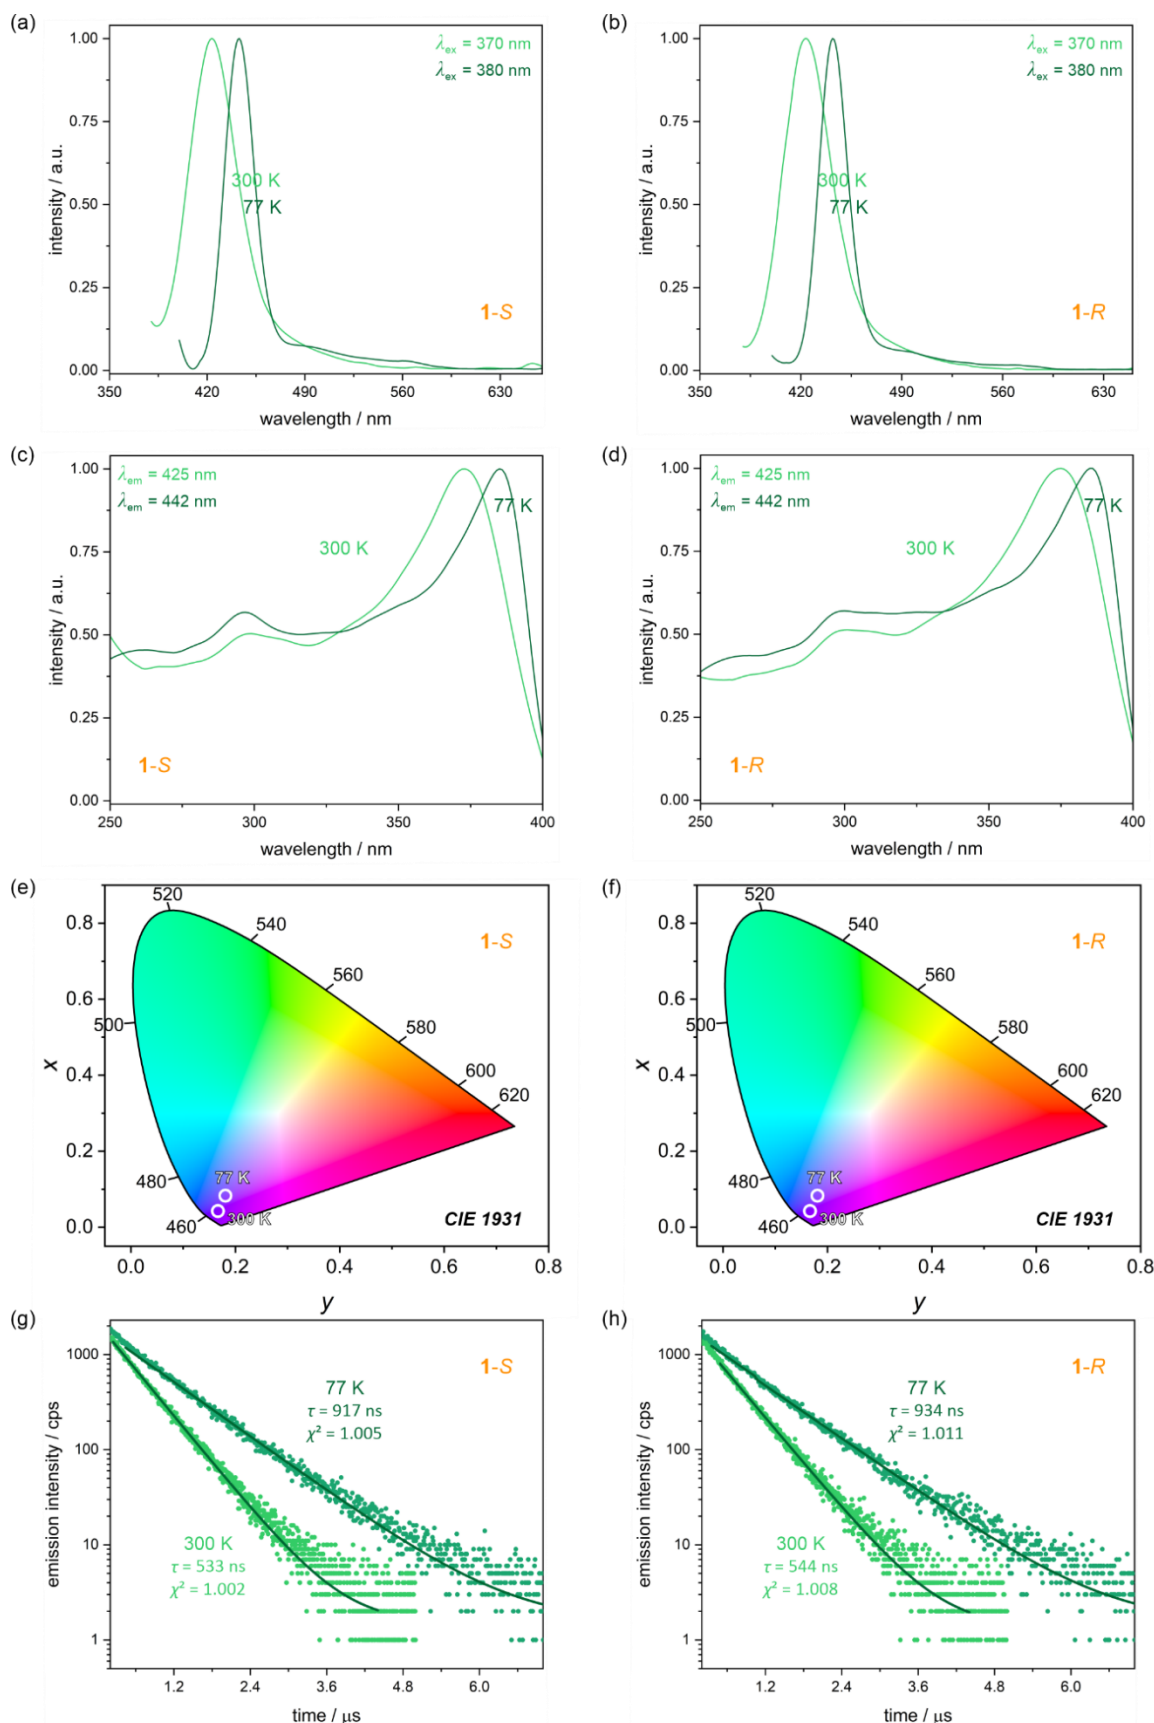 (a)
1.00
0.75
0.50
0.25
0.00
intensity / a.u.
λex = 370 nm
λex = 380 nm
300 K
77 K
1-S
350 420 490 560 630
wavelength / nm
(b)
1.00
0.75
0.50
0.25
0.00
intensity / a.u.
λex = 370 nm
λex = 380 nm
300 K
77 K
1-R
350 420 490 560 630
wavelength / nm
(c)
1.00
0.75
0.50
0.25
0.00
intensity / a.u.
λem = 425 nm
λem = 442 nm
77 K
300 K
1-S
250 300 350 400
wavelength / nm
(d)
1.00
0.75
0.50
0.25
0.00
intensity / a.u.
λem = 425 nm
λem = 442 nm
77 K
300 K
1-R
250 300 350 400
wavelength / nm
(e)
0.8
0.6
0.4
0.2
0.0
x
520
540
560
580
600
620
500
480
460
1-S
77 K
300 K
CIE 1931
0.0 0.2 0.4 0.6 0.8
y
(f)
0.8
0.6
0.4
0.2
0.0
x
520
540
560
580
600
620
500
480
460
1-R
77 K
300 K
CIE 1931
0.0 0.2 0.4 0.6 0.8
y
(g)
1000
100
10
1
emission intensity / cps
1-S
77 K
τ = 917 ns
χ² = 1.005
300 K
τ = 533 ns
χ² = 1.002
1.2 2.4 3.6 4.8 6.0
time / μs
(h)
1000
100
10
1
emission intensity / cps
1-R
77 K
τ = 934 ns
χ² = 1.011
300 K
τ = 544 ns
χ² = 1.008
1.2 2.4 3.6 4.8 6.0
time / μs